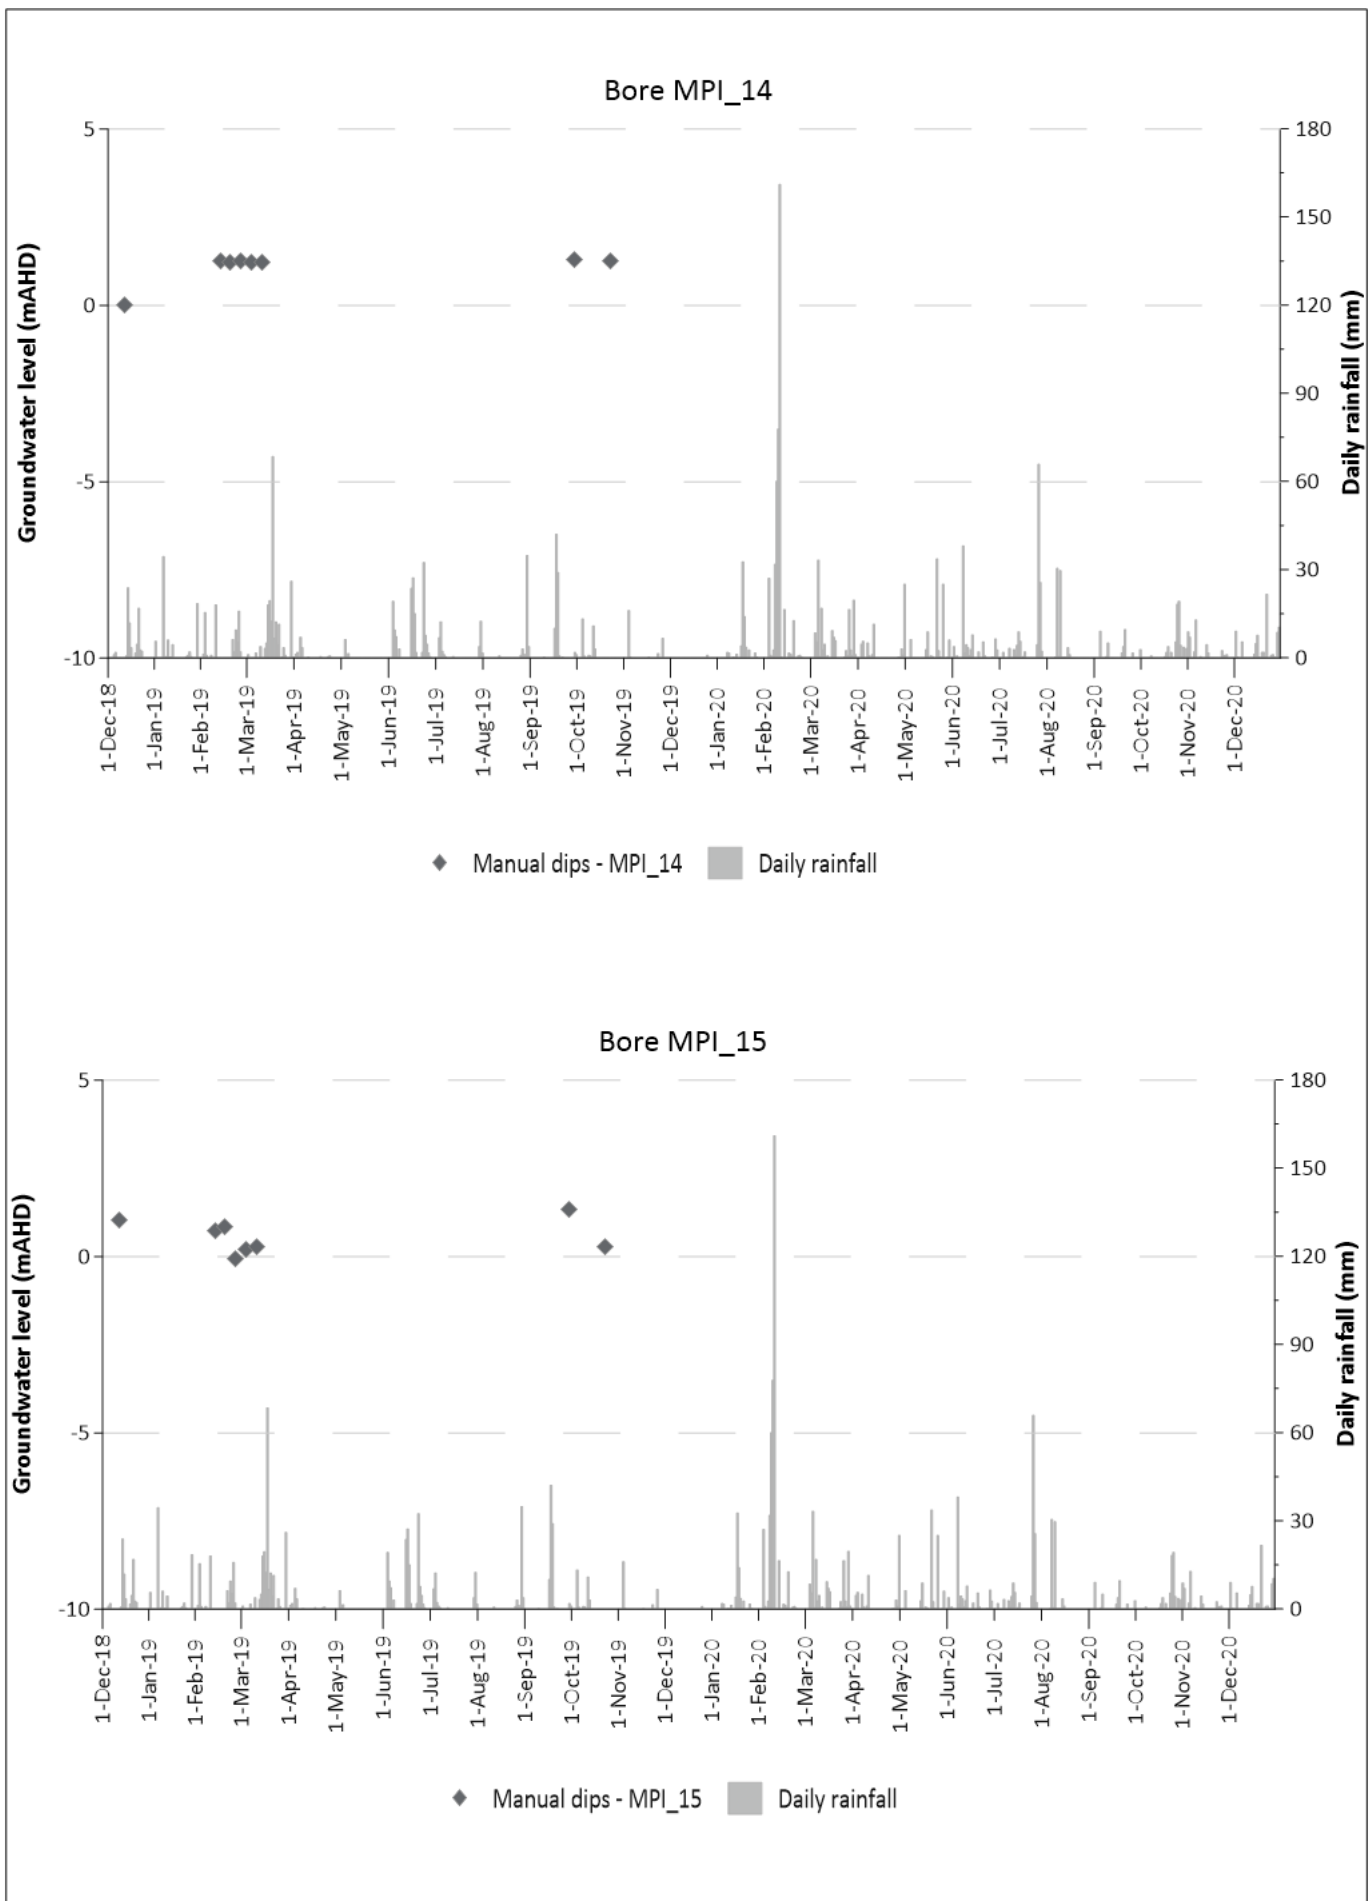 Bore MPI_14
Groundwater level (mAHD)
5
0
-5
-10
180
150
120
90
60
30
0
Daily rainfall (mm)
1-Dec-18
1-Jan-19
1-Feb-19
1-Mar-19
1-Apr-19
1-May-19
1-Jun-19
1-Jul-19
1-Aug-19
1-Sep-19
1-Oct-19
1-Nov-19
1-Dec-19
1-Jan-20
1-Feb-20
1-Mar-20
1-Apr-20
1-May-20
1-Jun-20
1-Jul-20
1-Aug-20
1-Sep-20
1-Oct-20
1-Nov-20
1-Dec-20
Manual dips - MPI_14 Daily rainfall
Bore MPI_15
Groundwater level (mAHD)
5
0
-5
-10
180
150
120
90
60
30
0
Daily rainfall (mm)
1-Dec-18
1-Jan-19
1-Feb-19
1-Mar-19
1-Apr-19
1-May-19
1-Jun-19
1-Jul-19
1-Aug-19
1-Sep-19
1-Oct-19
1-Nov-19
1-Dec-19
1-Jan-20
1-Feb-20
1-Mar-20
1-Apr-20
1-May-20
1-Jun-20
1-Jul-20
1-Aug-20
1-Sep-20
1-Oct-20
1-Nov-20
1-Dec-20
Manual dips - MPI_15 Daily rainfall